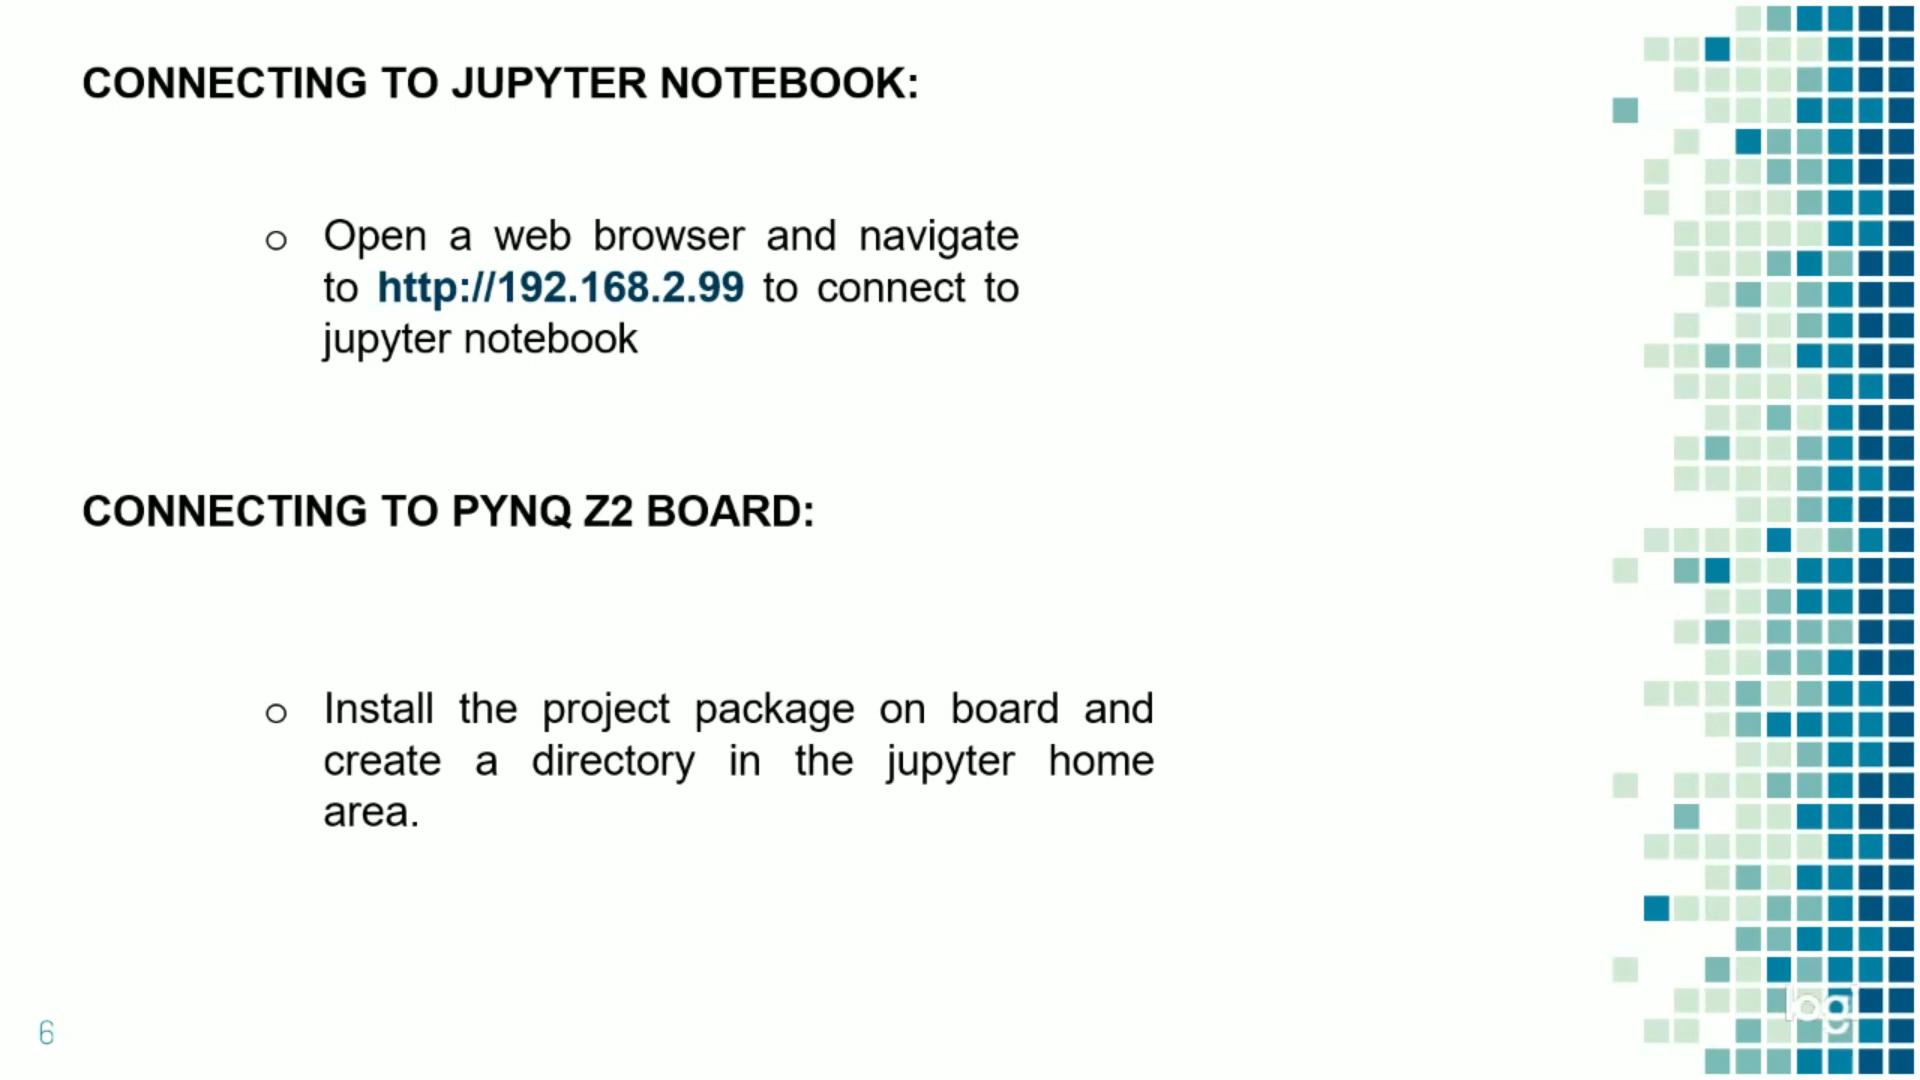 CONNECTING TO JUPYTER NOTEBOOK:
o Open a web browser and navigate
to http://192.168.2.99 to connect to
jupyter notebook
CONNECTING TO PYNQ Z2 BOARD:
o Install the project package on board and
create a directory in the jupyter home
area.
6
logi